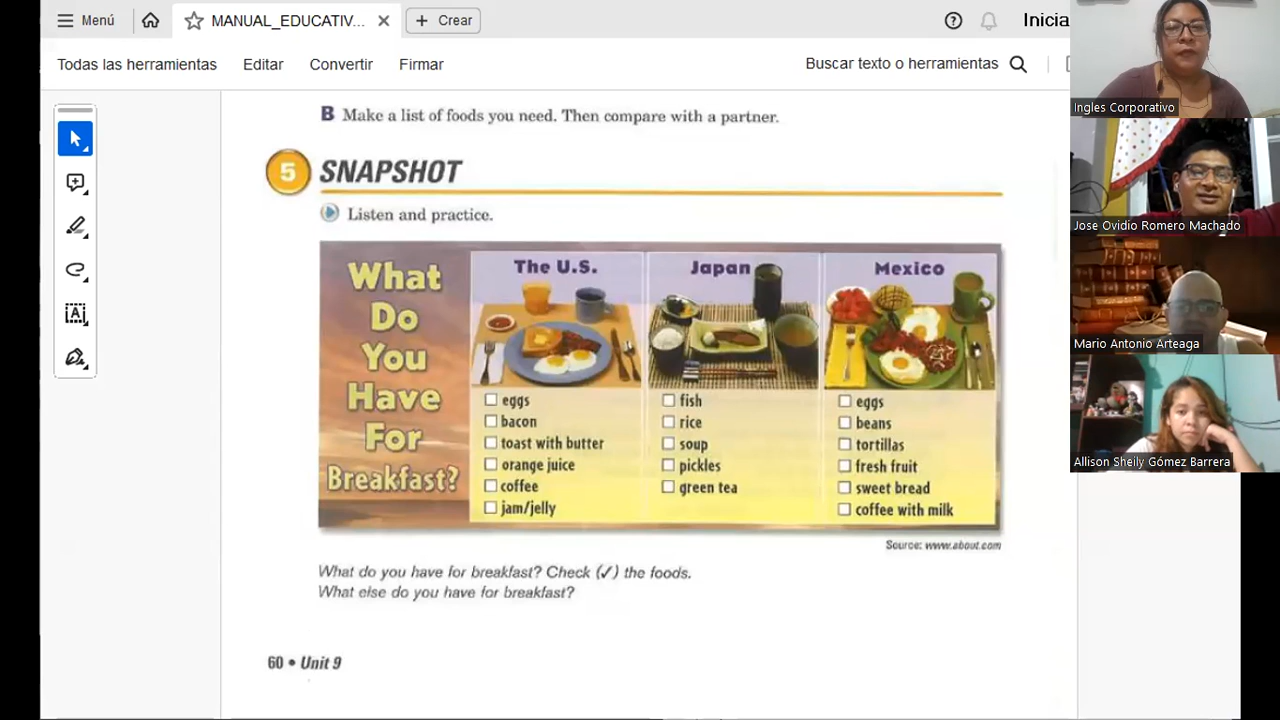 Menú
MANUAL_EDUCATIV...
Crear
Inicia
Todas las herramientas
Editar
Convertir
Firmar
Buscar texto o herramientas
B Make a list of foods you need. Then compare with a partner.
5 SNAPSHOT
Listen and practice.
What
Do
You
Have
For
Breakfast?
The U.S.
eggs
bacon
toast with butter
orange juice
coffee
jam/jelly
Japan
fish
rice
soup
pickles
green tea
Mexico
eggs
beans
tortillas
fresh fruit
sweet bread
coffee with milk
Source: www.about.com
What do you have for breakfast? Check (✓) the foods.
What else do you have for breakfast?
60 • Unit 9
Ingles Corporativo
Jose Ovidio Romero Machado
Mario Antonio Arteaga
Allison Sheily Gómez Barrera